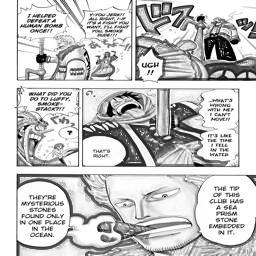 I HELPED
DEFEAT A
HUMAN BOMB
ONCE!!
Y-YOU JERK!!
ALL RIGHT, I-IF
IT'S A FIGHT YOU
WANT, I'LL FIGHT
YOU, SMOKE
DUDE!!
UGH
!!
WHAT DID YOU
DO TO LUFFY,
SMOKE-
STACK?!
THAT'S
RIGHT.
...WHAT'S
WRONG WITH
ME?
I CAN'T
MOVE!!
IT'S LIKE
THE TIME
I FELL
IN THE
WATER
THEY'RE
MYSTERIOUS
STONES
FOUND ONLY
IN ONE
PLACE IN
THE OCEAN.
THE TIP OF
THIS CLUB HAS
A SEA
PRISM
STONE
EMBEDDED
IN IT.